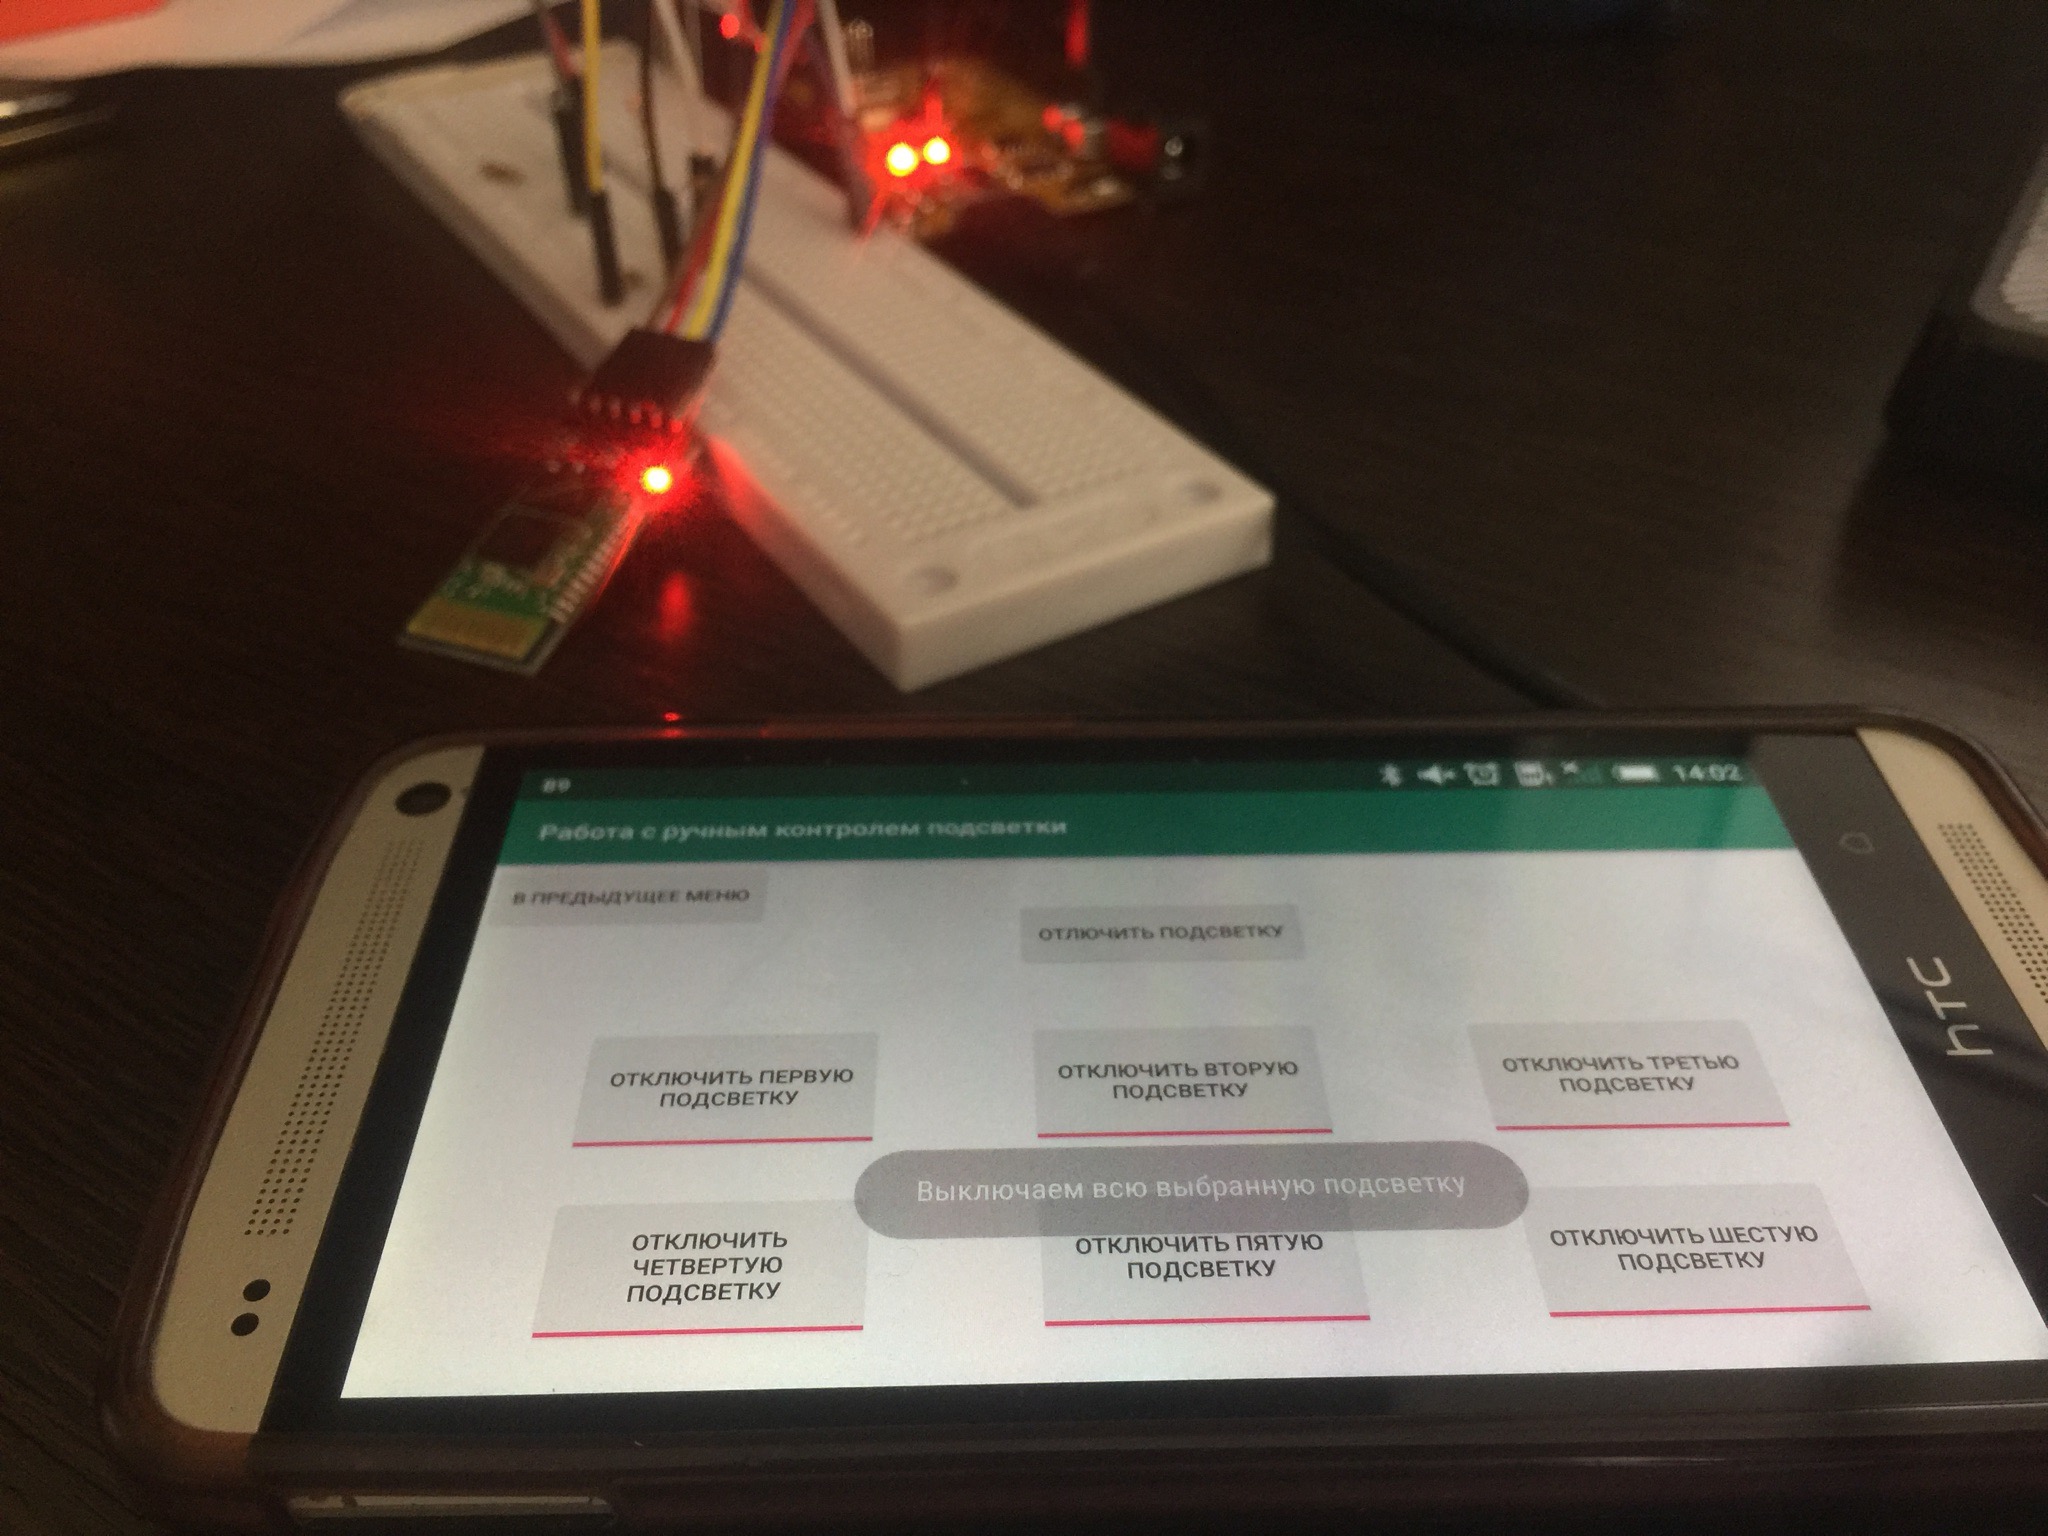 89
14:02
Работа с ручным контролем подсветки
В ПРЕДЫДУЩЕЕ МЕНЮ
ОТЛЮЧИТЬ ПОДСВЕТКУ
ОТКЛЮЧИТЬ ПЕРВУЮ
ПОДСВЕТКУ
ОТКЛЮЧИТЬ ВТОРУЮ
ПОДСВЕТКУ
ОТКЛЮЧИТЬ ТРЕТЬЮ
ПОДСВЕТКУ
Выключаем всю выбранную подсветку
ОТКЛЮЧИТЬ
ЧЕТВЕРТУЮ
ПОДСВЕТКУ
ОТКЛЮЧИТЬ ПЯТУЮ
ПОДСВЕТКУ
ОТКЛЮЧИТЬ ШЕСТУЮ
ПОДСВЕТКУ
hTC